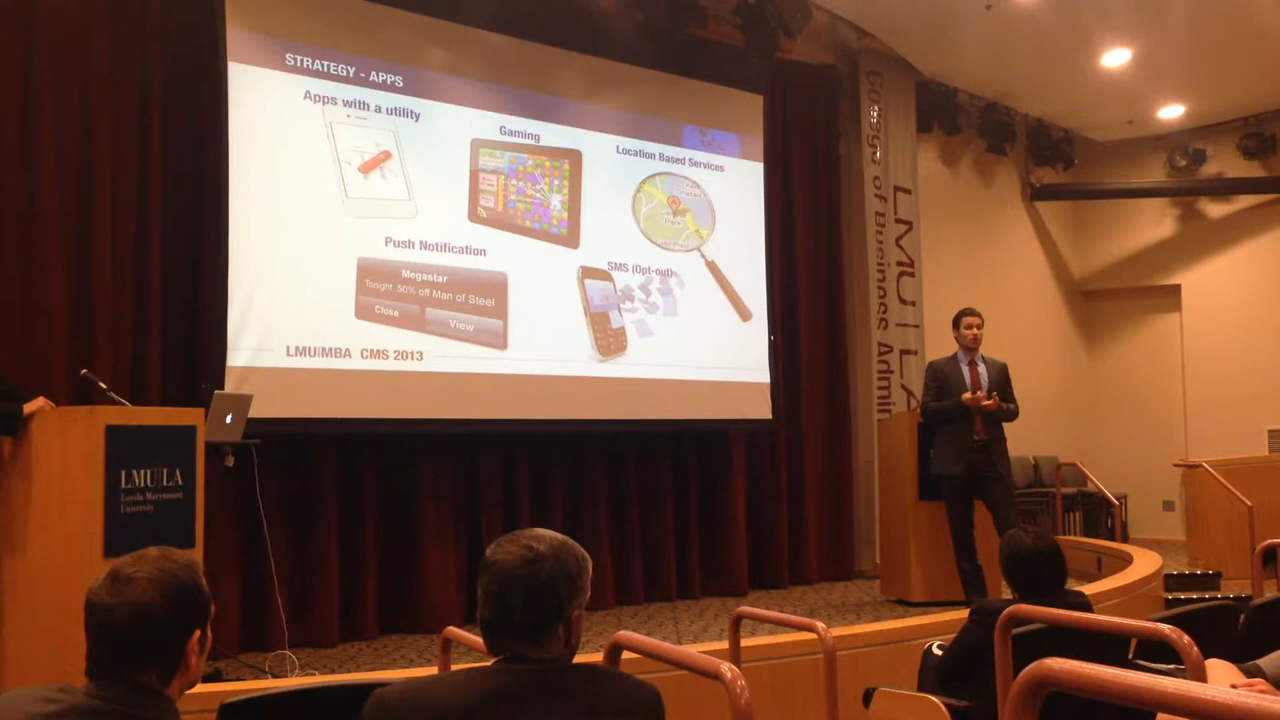 STRATEGY - APPS
Apps with a utility
Gaming
Location Based Services
Push Notification
Megastar
Tonight: 50% off Man of Steel
Close
View
SMS (Opt-out)
LMU|MBA CMS 2013
LMU|LA
Loyola Marymount
University
LMU | LA
College of Business Admin